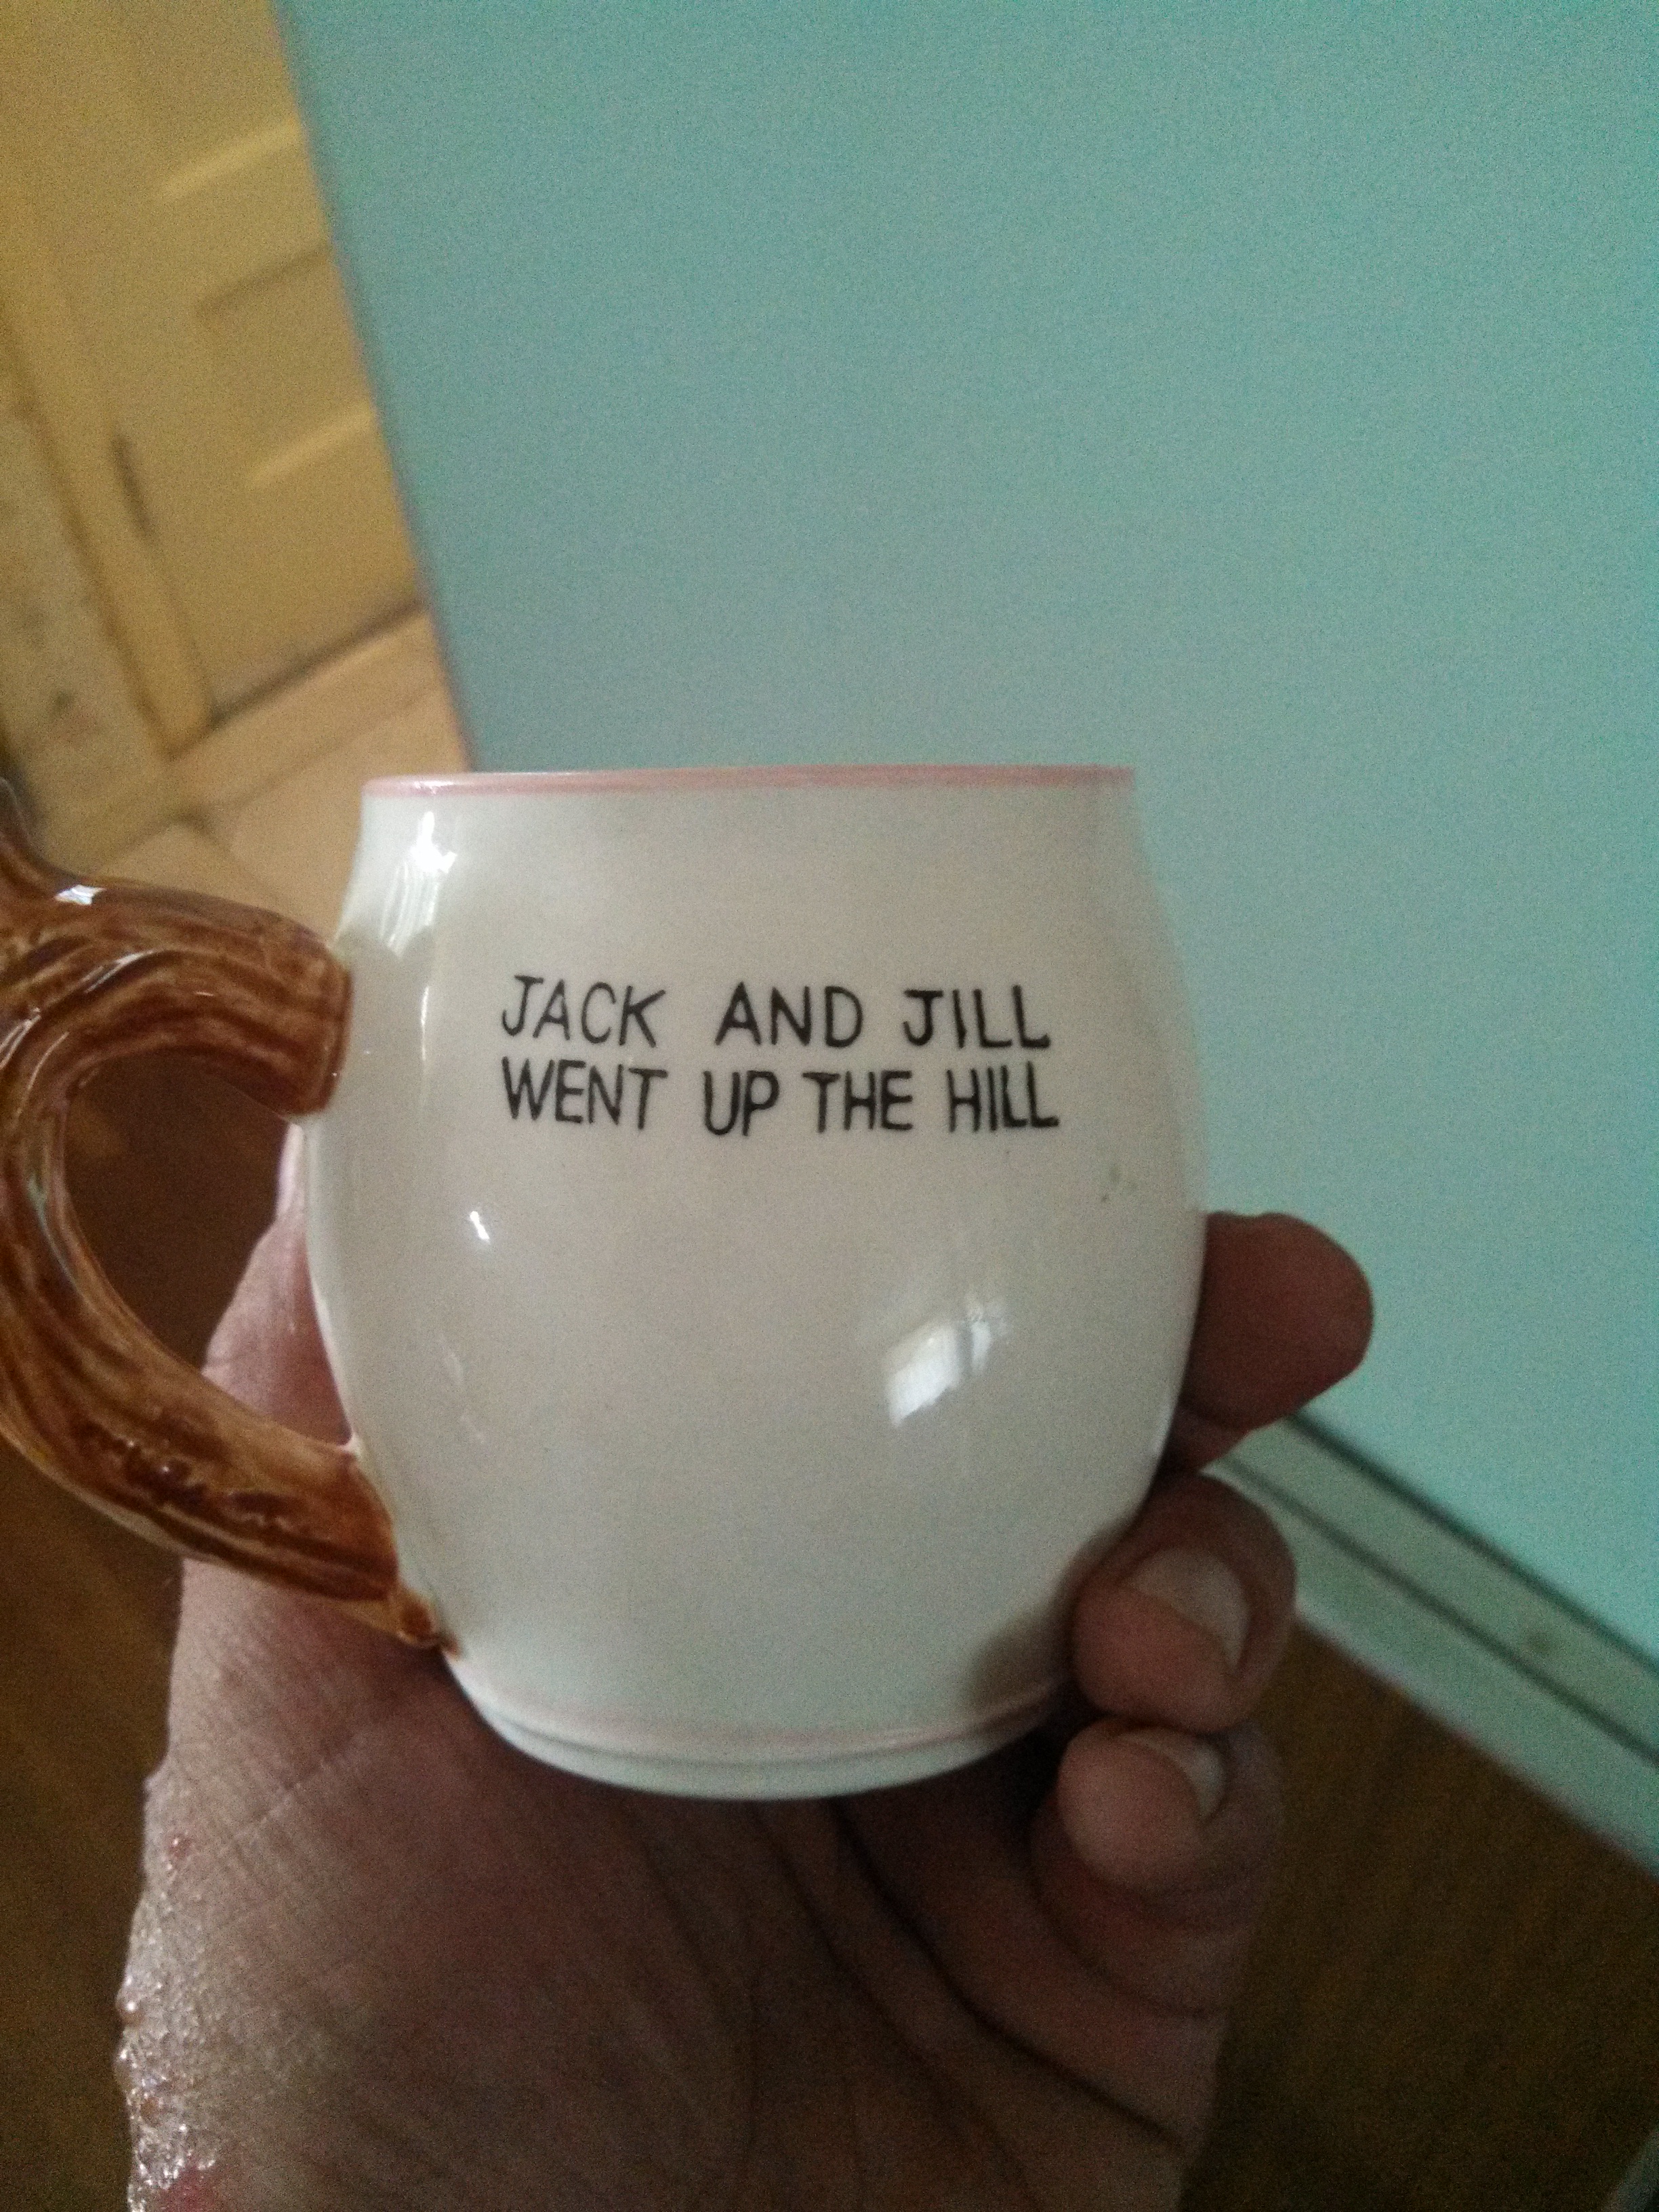 JACK AND JILL
WENT UP THE HILL